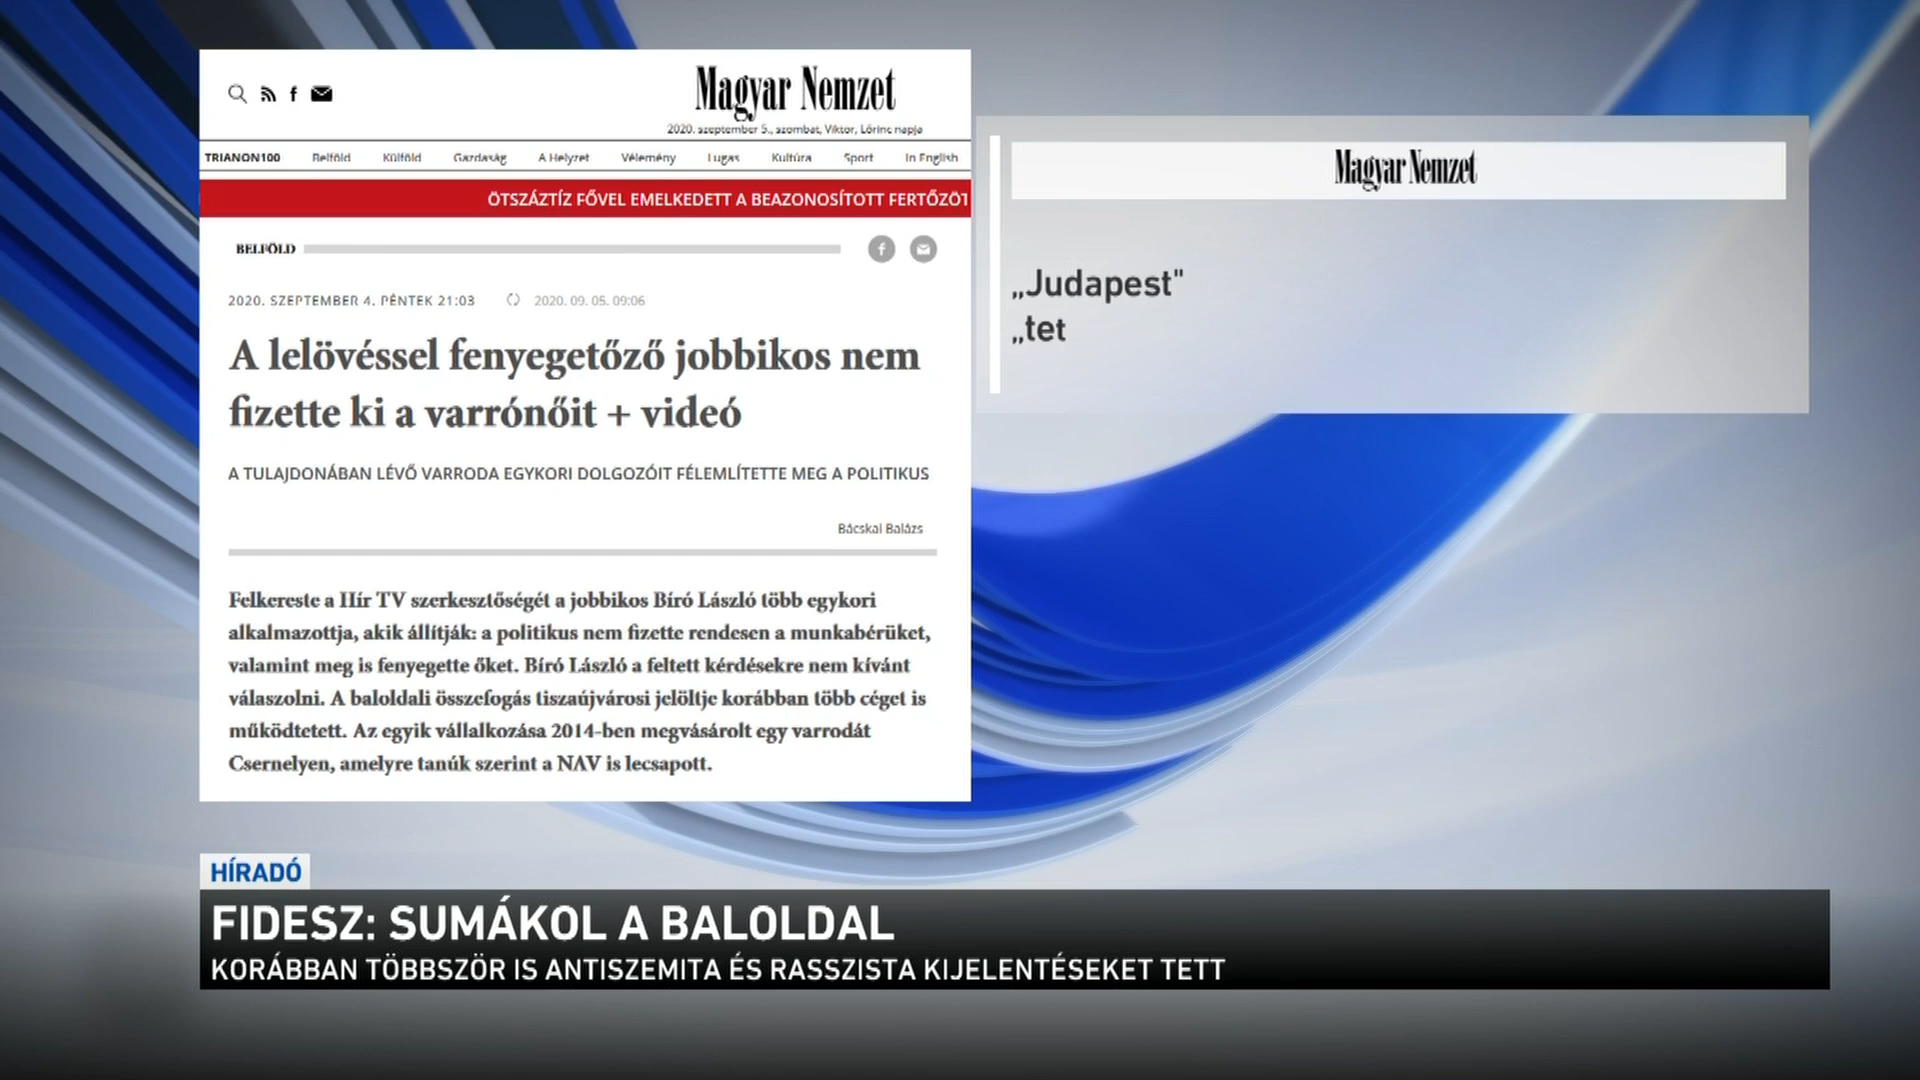 Magyar Nemzet
2020. szeptember 5., szombat, Viktor, Lőrinc napja
TRIANON100 Belföld Külföld Gazdaság A Helyzet Vélemény Lugas Kultúra Sport In English
ÖTSZÁZTÍZ FŐVEL EMELKEDETT A BEAZONOSÍTOTT FERTŐZÖT
BELFÖLD
2020. SZEPTEMBER 4. PÉNTEK 21:03 2020. 09. 05. 09:06
A lelövéssel fenyegetőző jobbikos nem
fizette ki a varrónőit + videó
A TULAJDONÁBAN LÉVŐ VARRODA EGYKORI DOLGOZÓIT FÉLEMLÍTETTE MEG A POLITIKUS
Bácskai Balázs
Felkereste a Hír TV szerkesztőségét a jobbikos Bíró László több egykori
alkalmazottja, akik állítják: a politikus nem fizette rendesen a munkabérüket,
valamint meg is fenyegette őket. Bíró László a feltett kérdésekre nem kívánt
válaszolni. A baloldali összefogás tiszaújvárosi jelöltje korábban több céget is
működtetett. Az egyik vállalkozása 2014-ben megvásárolt egy varrodát
Csernelyen, amelyre tanúk szerint a NAV is lecsapott.
Magyar Nemzet
„Judapest"
„tet
HÍRADÓ
FIDESZ: SUMÁKOL A BALOLDAL
KORÁBBAN TÖBBSZÖR IS ANTISZEMITA ÉS RASSZISTA KIJELENTÉSEKET TETT